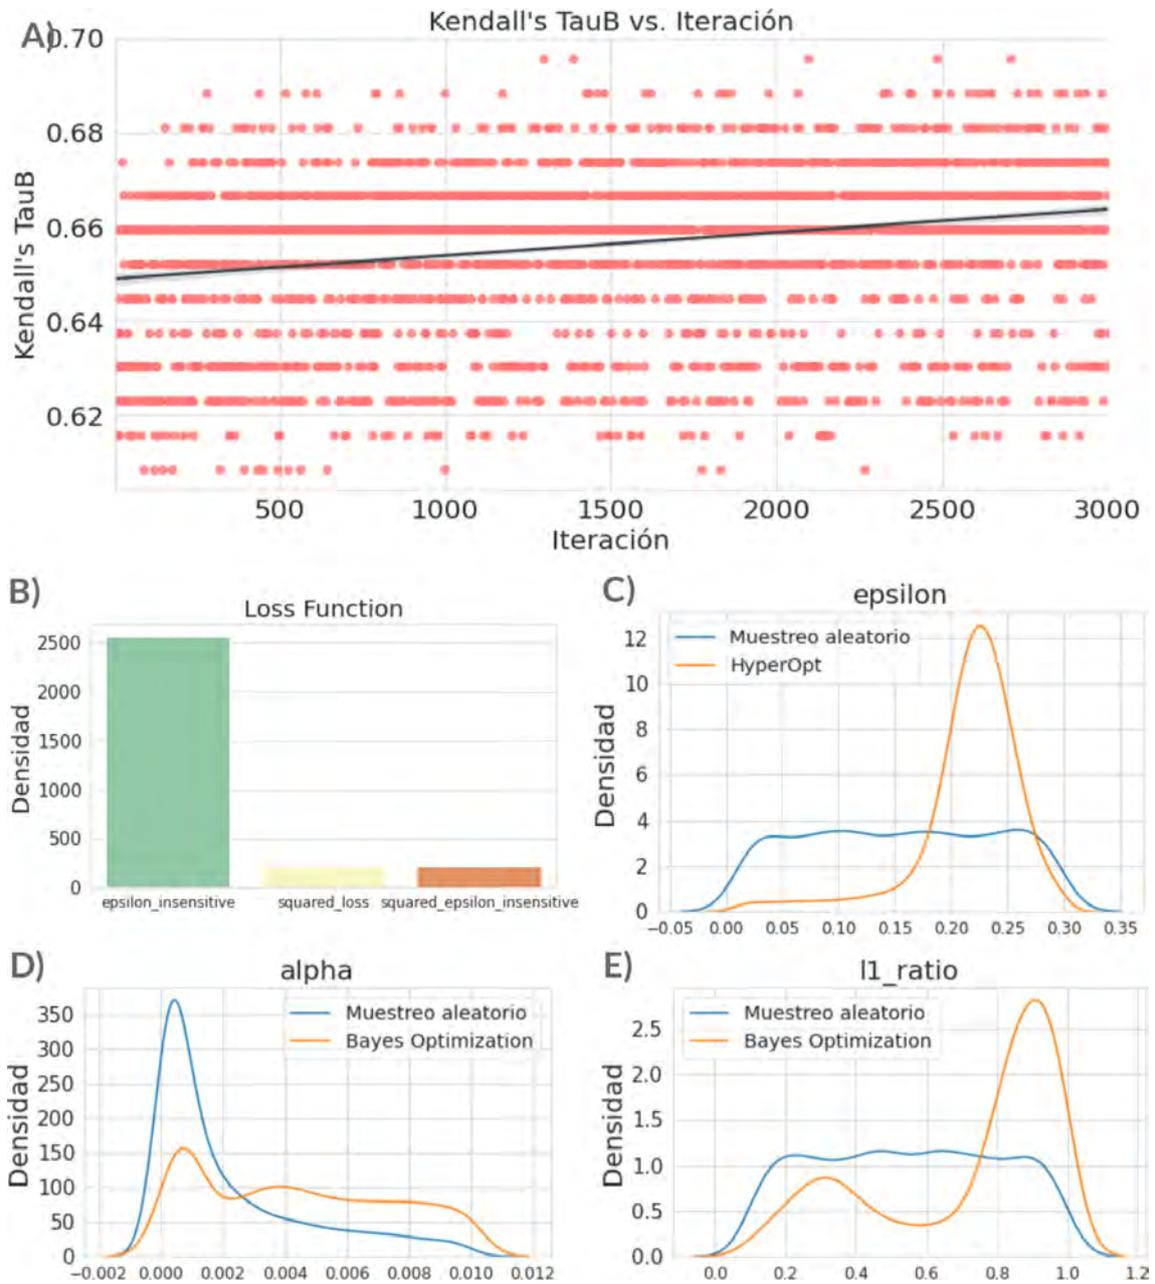 A)
Kendall's TauB vs. Iteración
0.70
0.68
0.66
0.64
0.62
Kendall's TauB
500 1000 1500 2000 2500 3000
Iteración
B)
Loss Function
2500
2000
1500
1000
500
0
Densidad
epsilon_insensitive squared_loss squared_epsilon_insensitive
C)
epsilon
Muestreo aleatorio
HyperOpt
12
10
8
6
4
2
0
Densidad
−0.05 0.00 0.05 0.10 0.15 0.20 0.25 0.30 0.35
D)
alpha
Muestreo aleatorio
Bayes Optimization
350
300
250
200
150
100
50
0
Densidad
−0.002 0.000 0.002 0.004 0.006 0.008 0.010 0.012
E)
l1_ratio
Muestreo aleatorio
Bayes Optimization
2.5
2.0
1.5
1.0
0.5
0.0
Densidad
0.0 0.2 0.4 0.6 0.8 1.0 1.2